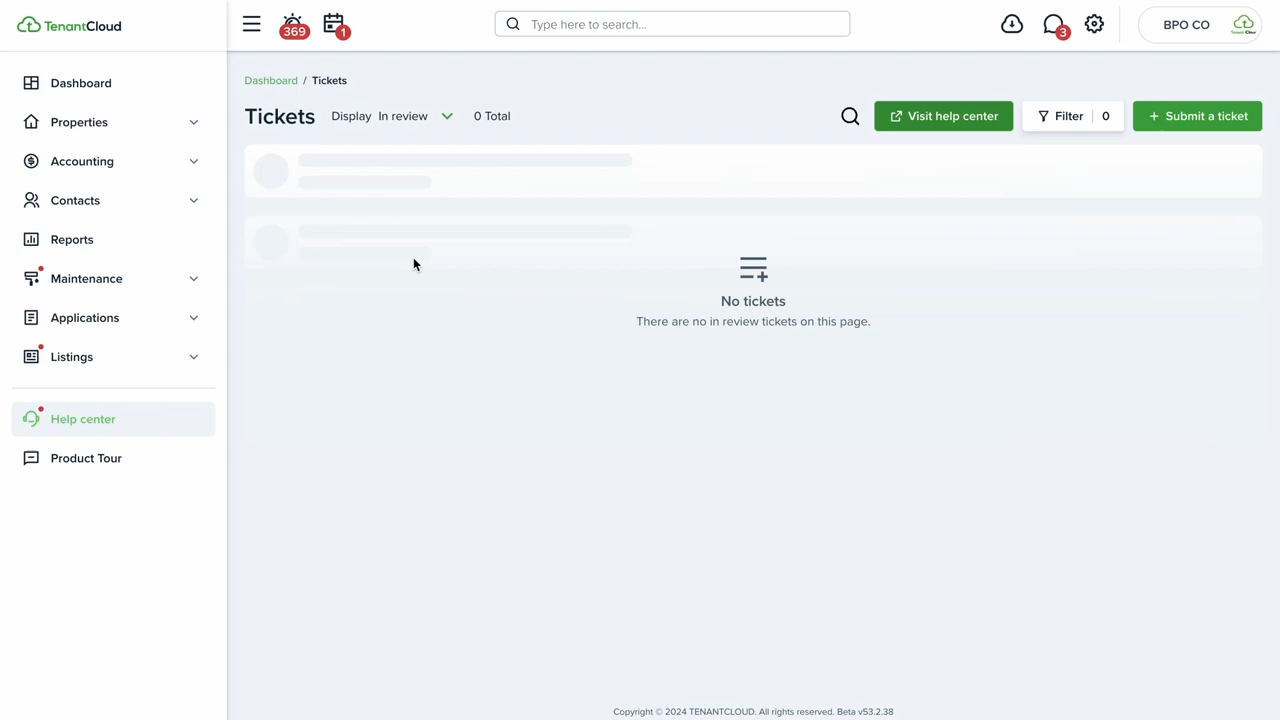 TenantCloud
369
1
Type here to search...
3
BPO CO
Dashboard
Properties
Accounting
Contacts
Reports
Maintenance
Applications
Listings
Help center
Product Tour
Dashboard / Tickets
Tickets
Display In review
0 Total
Visit help center
Filter 0
+ Submit a ticket
No tickets
There are no in review tickets on this page.
Copyright © 2024 TENANTCLOUD. All rights reserved. Beta v53.2.38